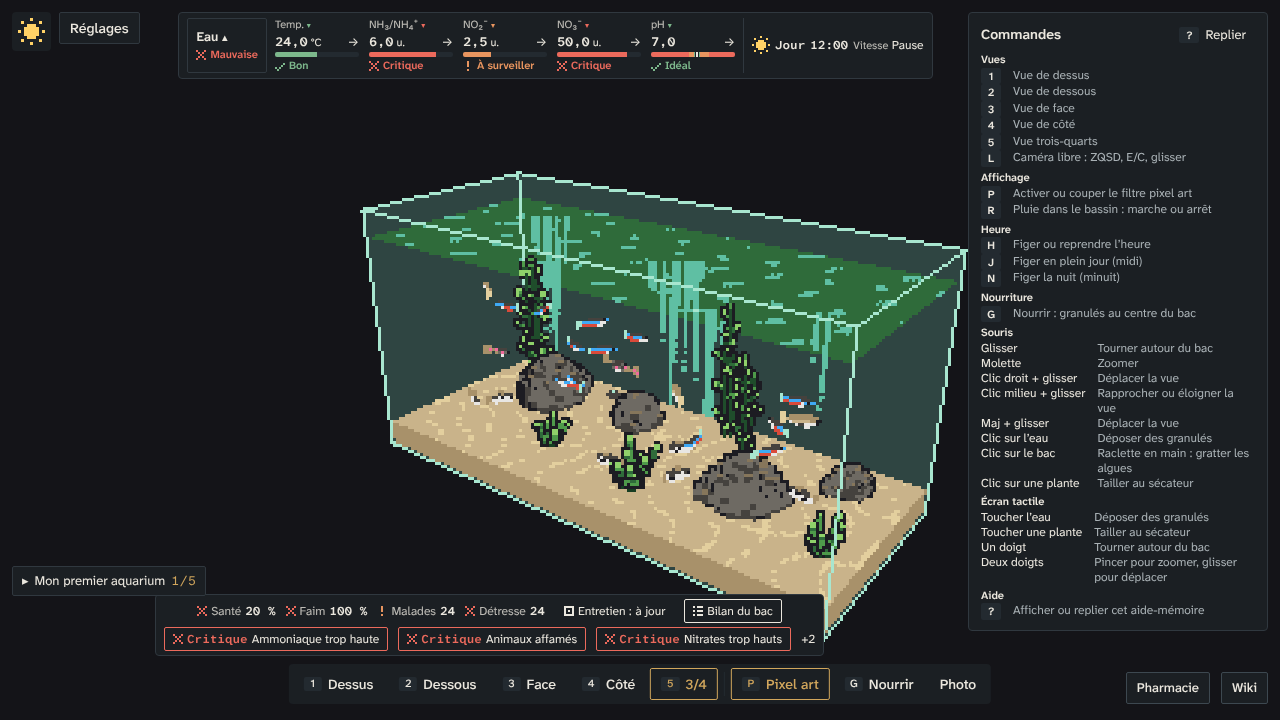 Réglages
Eau ▴
Mauvaise
Temp. ▾
24,0 °C →
Bon
NH₃/NH₄⁺ ▾
6,0 u. →
Critique
NO₂⁻ ▾
2,5 u. →
À surveiller
NO₃⁻ ▾
50,0 u. →
Critique
pH ▾
7,0 →
Idéal
Jour 12:00 Vitesse Pause
Commandes
? Replier
Vues
1 Vue de dessus
2 Vue de dessous
3 Vue de face
4 Vue de côté
5 Vue trois-quarts
L Caméra libre : ZQSD, E/C, glisser
Affichage
P Activer ou couper le filtre pixel art
R Pluie dans le bassin : marche ou arrêt
Heure
H Figer ou reprendre l'heure
J Figer en plein jour (midi)
N Figer la nuit (minuit)
Nourriture
G Nourrir : granulés au centre du bac
Souris
Glisser Tourner autour du bac
Molette Zoomer
Clic droit + glisser Déplacer la vue
Clic milieu + glisser Rapprocher ou éloigner la
vue
Maj + glisser Déplacer la vue
Clic sur l'eau Déposer des granulés
Clic sur le bac Raclette en main : gratter les
algues
Clic sur une plante Tailler au sécateur
Écran tactile
Toucher l'eau Déposer des granulés
Toucher une plante Tailler au sécateur
Un doigt Tourner autour du bac
Deux doigts Pincer pour zoomer, glisser
pour déplacer
Aide
? Afficher ou replier cet aide-mémoire
▸ Mon premier aquarium 1/5
Santé 20 % Faim 100 % ! Malades 24 Détresse 24 Entretien : à jour Bilan du bac
Critique Ammoniaque trop haute Critique Animaux affamés Critique Nitrates trop hauts +2
1 Dessus 2 Dessous 3 Face 4 Côté 5 3/4 P Pixel art G Nourrir Photo
Pharmacie Wiki